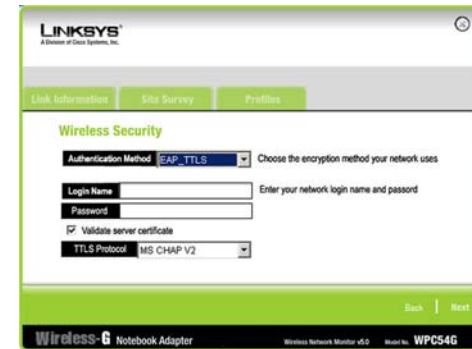 LINKSYS®
A Division of Cisco Systems, Inc.
Link Information Site Survey Profiles
Wireless Security
Authentication Method EAP_TTLS Choose the encryption method your network uses
Login Name Enter your network login name and passord
Password
Validate server certificate
TTLS Protocol MS CHAP V2
Back Next
Wireless-G Notebook Adapter Wireless Network Monitor v5.0 Model No. WPC54G